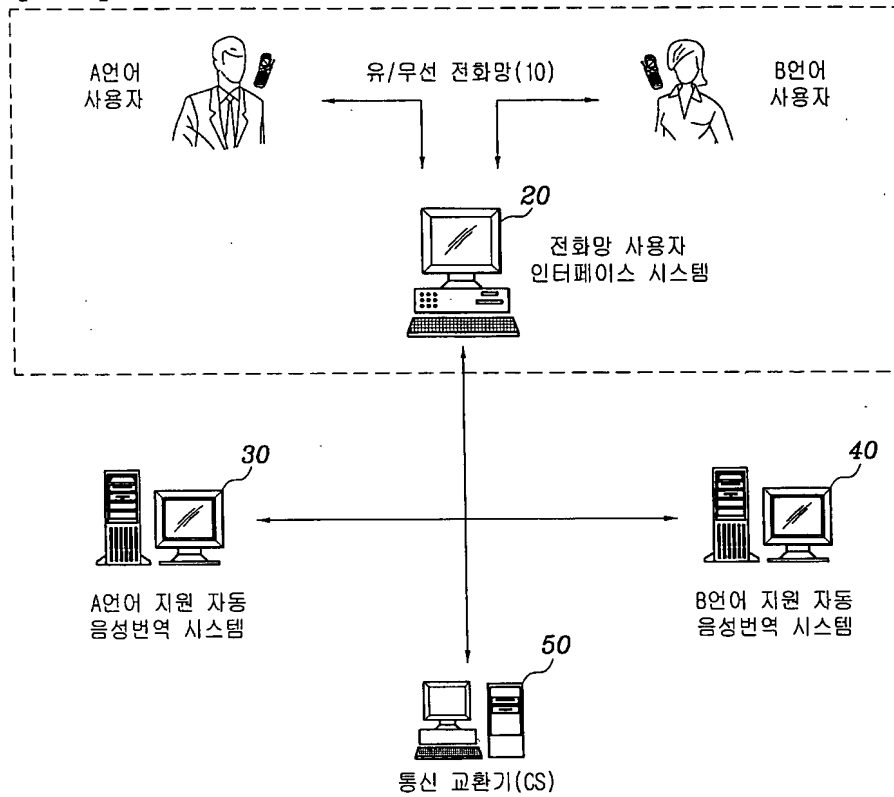 A언어
사용자
유/무선 전화망(10)
B언어
사용자
20
전화망 사용자
인터페이스 시스템
30
40
A언어 지원 자동
음성번역 시스템
B언어 지원 자동
음성번역 시스템
50
통신 교환기(CS)